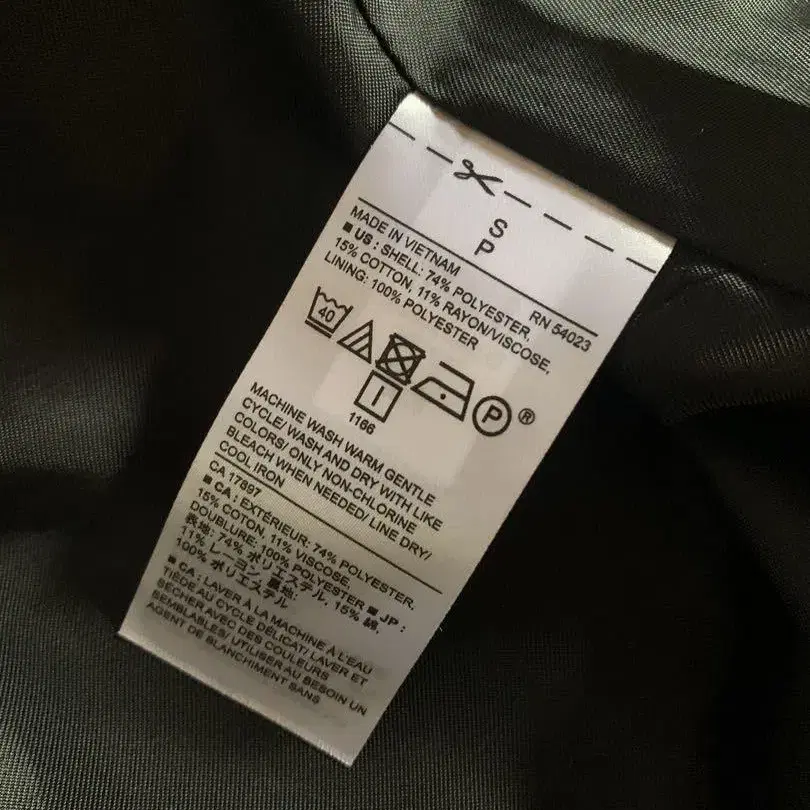 S
P
MADE IN VIETNAM
RN 54023
■ US : SHELL: 74% POLYESTER,
15% COTTON, 11% RAYON/VISCOSE,
LINING: 100% POLYESTER
40
P
®
1166
MACHINE WASH WARM GENTLE
CYCLE/ WASH AND DRY WITH LIKE
COLORS/ ONLY NON-CHLORINE
BLEACH WHEN NEEDED/ LINE DRY/
COOL IRON
CA 17897
■ CA : EXTÉRIEUR: 74% POLYESTER,
15% COTON, 11% VISCOSE,
DOUBLURE: 100% POLYESTER ■ JP :
表地: 74% ポリエステル, 15% 綿,
11% レーヨン, 裏地:
100% ポリエステル
■ CA : LAVER À LA MACHINE À L'EAU
TIÈDE AU CYCLE DÉLICAT/ LAVER ET
SÉCHER AVEC DES COULEURS
SEMBLABLES/ UTILISER AU BESOIN UN
AGENT DE BLANCHIMENT SANS